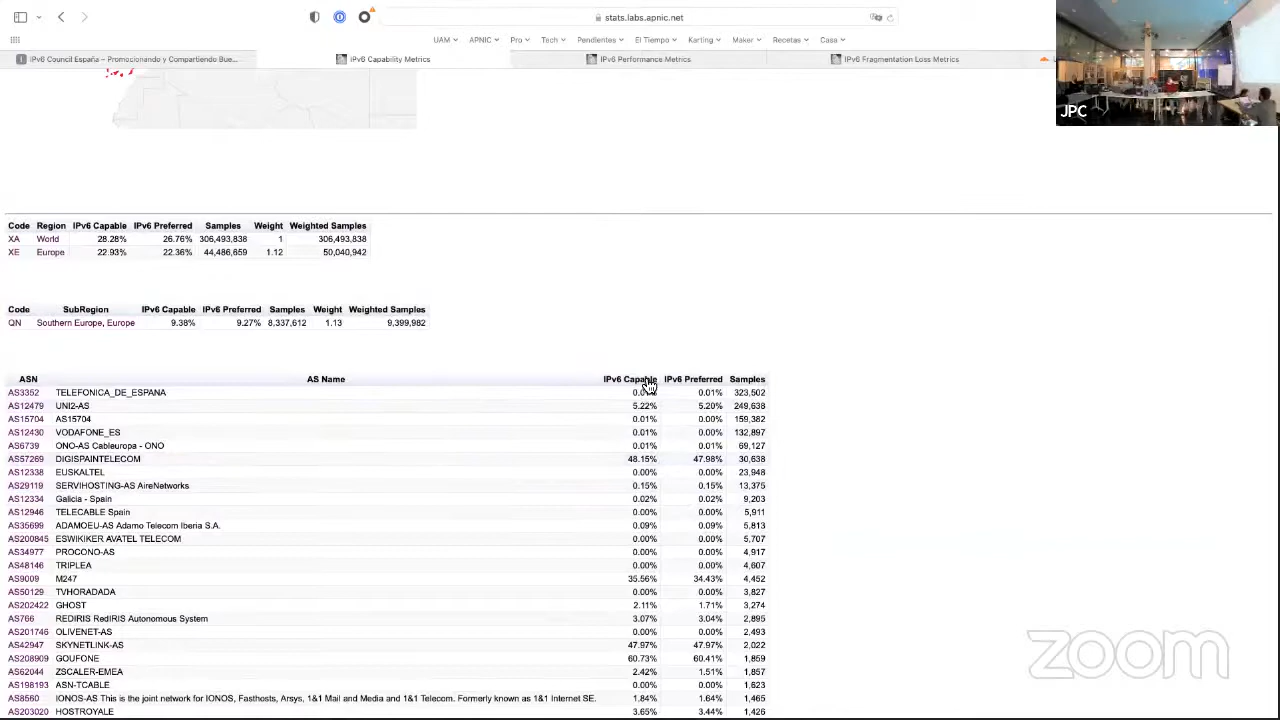 stats.labs.apnic.net
UAM APNIC Pro Tech Pendientes El Tiempo Karting Maker Recetas Casa
IPv6 Council España – Promocionando y Compartiendo Bue... IPv6 Capability Metrics IPv6 Performance Metrics IPv6 Fragmentation Loss Metrics
JPC
Code Region IPv6 Capable IPv6 Preferred Samples Weight Weighted Samples
XA World 28.28% 26.76% 306,493,838 1 306,493,838
XE Europe 22.93% 22.36% 44,486,659 1.12 50,040,942
Code SubRegion IPv6 Capable IPv6 Preferred Samples Weight Weighted Samples
QN Southern Europe, Europe 9.38% 9.27% 8,337,612 1.13 9,399,982
ASN AS Name IPv6 Capable IPv6 Preferred Samples
AS3352 TELEFONICA_DE_ESPANA 0.01% 323,502
AS12479 UNI2-AS 5.22% 5.20% 249,638
AS15704 AS15704 0.01% 0.00% 159,382
AS12430 VODAFONE_ES 0.01% 0.00% 132,897
AS6739 ONO-AS Cableuropa - ONO 0.01% 0.01% 69,127
AS57269 DIGISPAINTELECOM 48.15% 47.98% 30,638
AS12338 EUSKALTEL 0.00% 0.00% 23,948
AS29119 SERVIHOSTING-AS AireNetworks 0.15% 0.15% 13,375
AS12334 Galicia - Spain 0.02% 0.02% 9,203
AS12946 TELECABLE Spain 0.00% 0.00% 5,911
AS35699 ADAMOEU-AS Adamo Telecom Iberia S.A. 0.09% 0.09% 5,813
AS200845 ESWIKIKER AVATEL TELECOM 0.00% 0.00% 5,707
AS34977 PROCONO-AS 0.00% 0.00% 4,917
AS48146 TRIPLEA 0.00% 0.00% 4,607
AS9009 M247 35.56% 34.43% 4,452
AS50129 TVHORADADA 0.00% 0.00% 3,827
AS202422 GHOST 2.11% 1.71% 3,274
AS766 REDIRIS RedIRIS Autonomous System 3.07% 3.04% 2,895
AS201746 OLIVENET-AS 0.00% 0.00% 2,493
AS42947 SKYNETLINK-AS 47.97% 47.97% 2,022
AS208909 GOUFONE 60.73% 60.41% 1,859
AS62044 ZSCALER-EMEA 2.42% 1.51% 1,857
AS198193 ASN-TCABLE 0.00% 0.00% 1,623
AS8560 IONOS-AS This is the joint network for IONOS, Fasthosts, Arsys, 1&1 Mail and Media and 1&1 Telecom. Formerly known as 1&1 Internet SE. 1.84% 1.64% 1,465
AS203020 HOSTROYALE 3.65% 3.44% 1,426
zoom